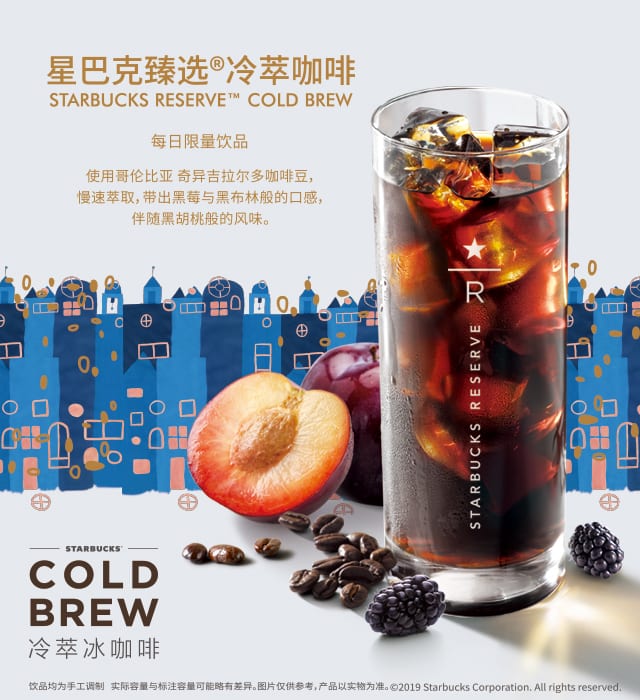 星巴克臻选®冷萃咖啡
STARBUCKS RESERVE™ COLD BREW
每日限量饮品
使用哥伦比亚 奇异吉拉尔多咖啡豆,
慢速萃取,带出黑莓与黑布林般的口感,
伴随黑胡桃般的风味。
R
STARBUCKS RESERVE
STARBUCKS®
COLD
BREW
冷萃冰咖啡
饮品均为手工调制 实际容量与标注容量可能略有差异。图片仅供参考,产品以实物为准。©2019 Starbucks Corporation. All rights reserved.